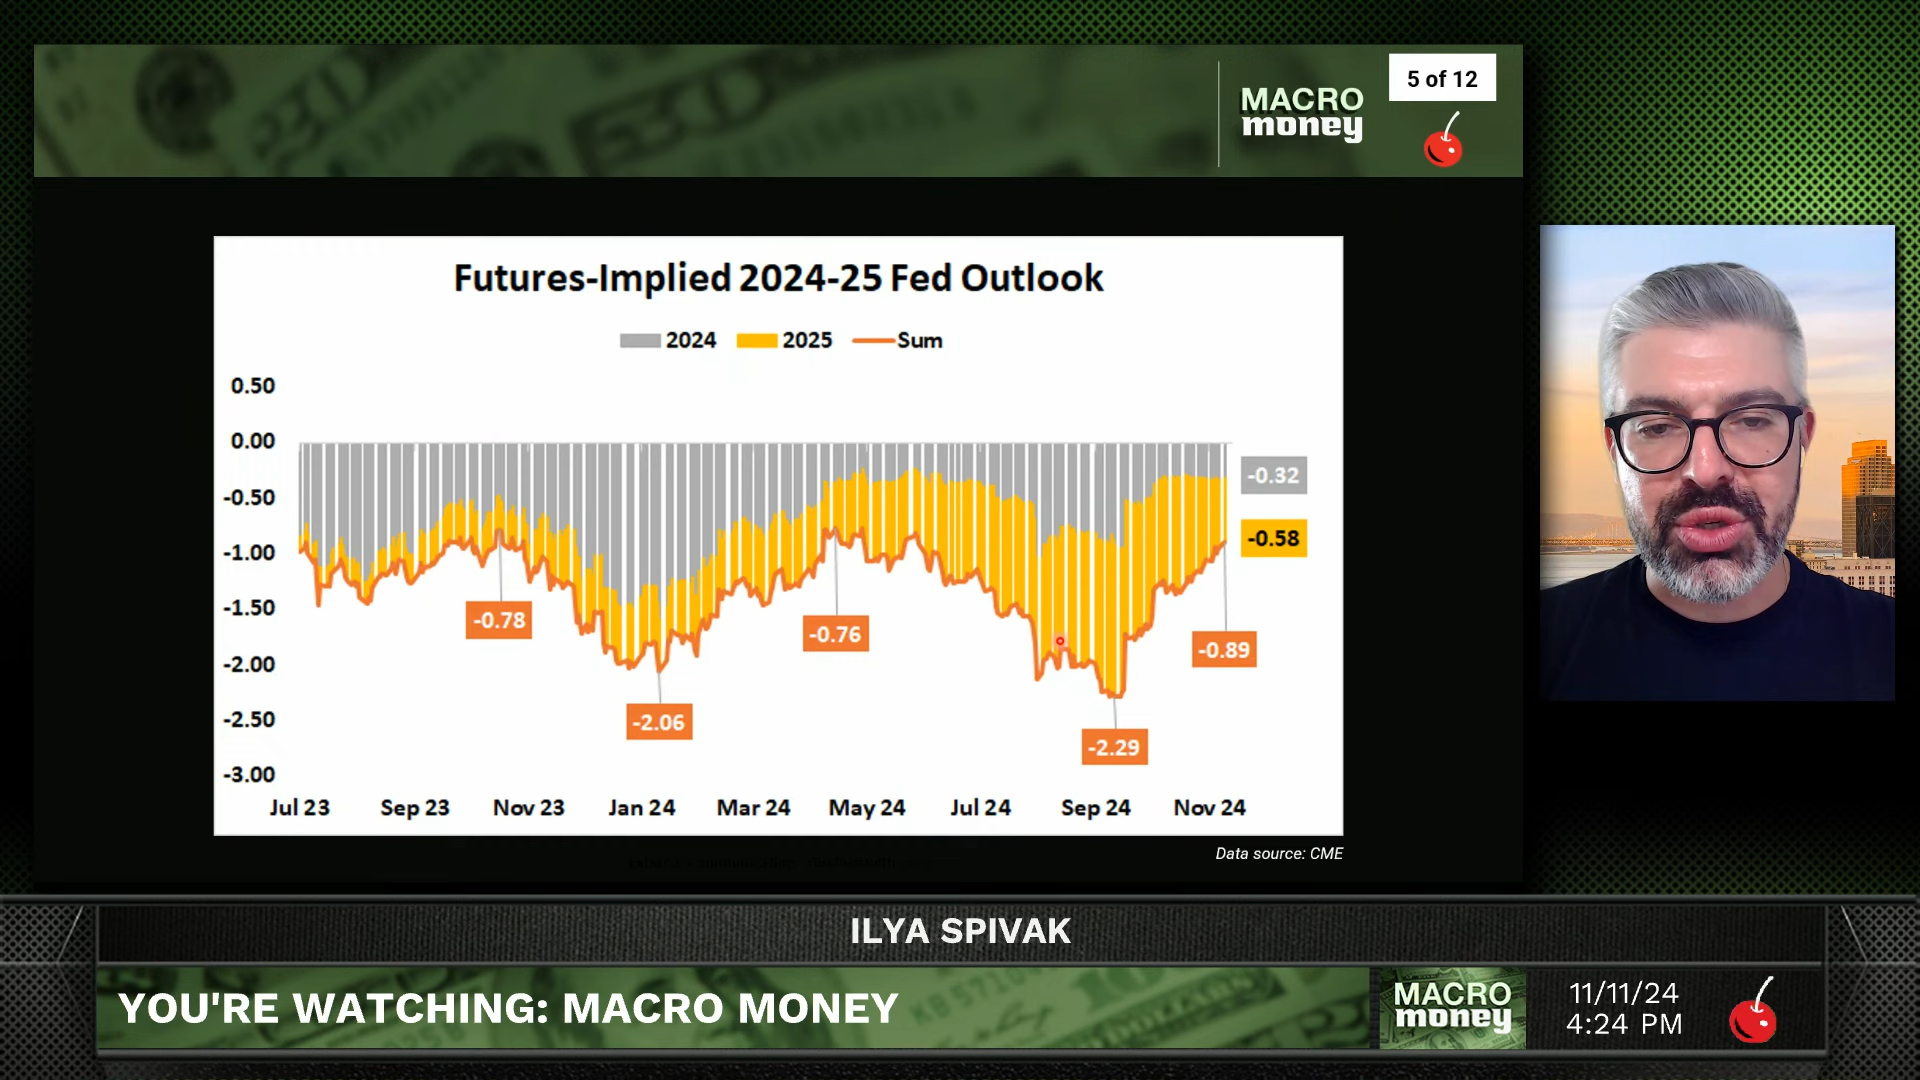 5 of 12
MACRO
money
Futures-Implied 2024-25 Fed Outlook
2024 2025 Sum
0.50
0.00
-0.50
-1.00
-1.50
-2.00
-2.50
-3.00
-0.32
-0.58
-0.78
-0.76
-0.89
-2.06
-2.29
Jul 23 Sep 23 Nov 23 Jan 24 Mar 24 May 24 Jul 24 Sep 24 Nov 24
Data source: CME
ILYA SPIVAK
YOU'RE WATCHING: MACRO MONEY
MACRO
money
11/11/24
4:24 PM